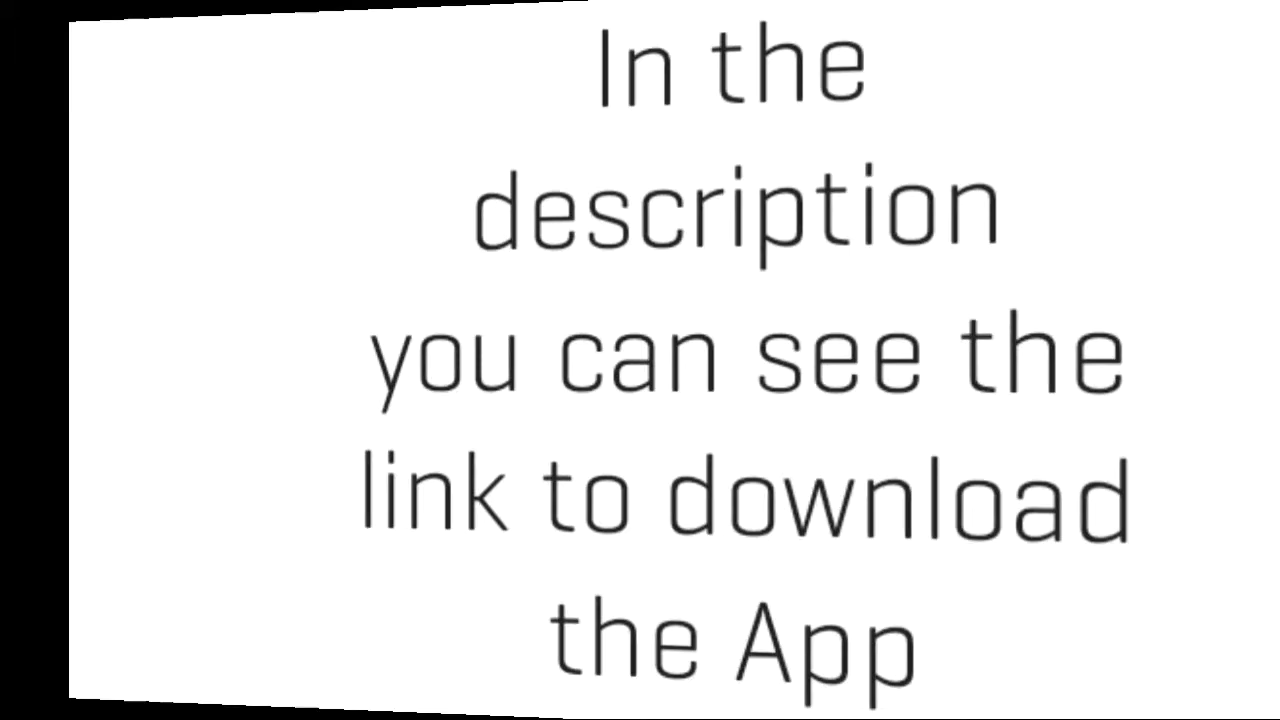 In the
description
you can see the
link to download
the App